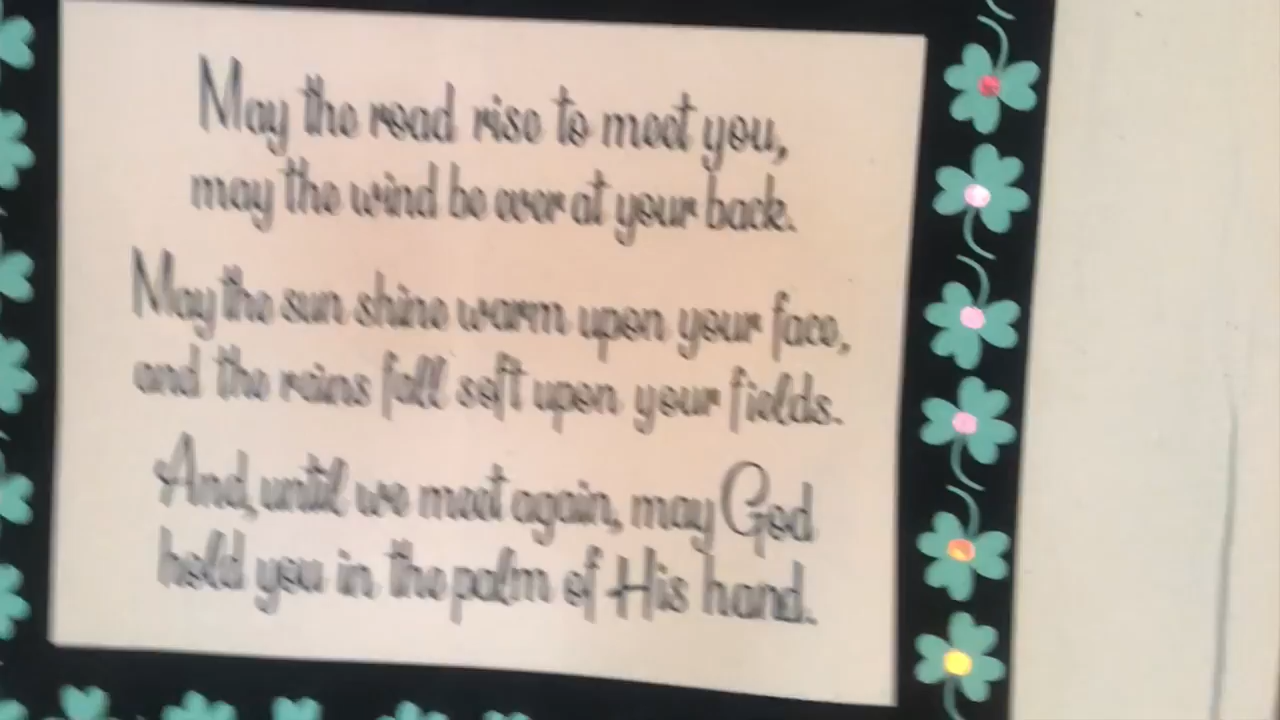 May the road rise to meet you,
may the wind be ever at your back.
May the sun shine warm upon your face,
and the rains fall soft upon your fields.
And, until we meet again, may God
hold you in the palm of His hand.